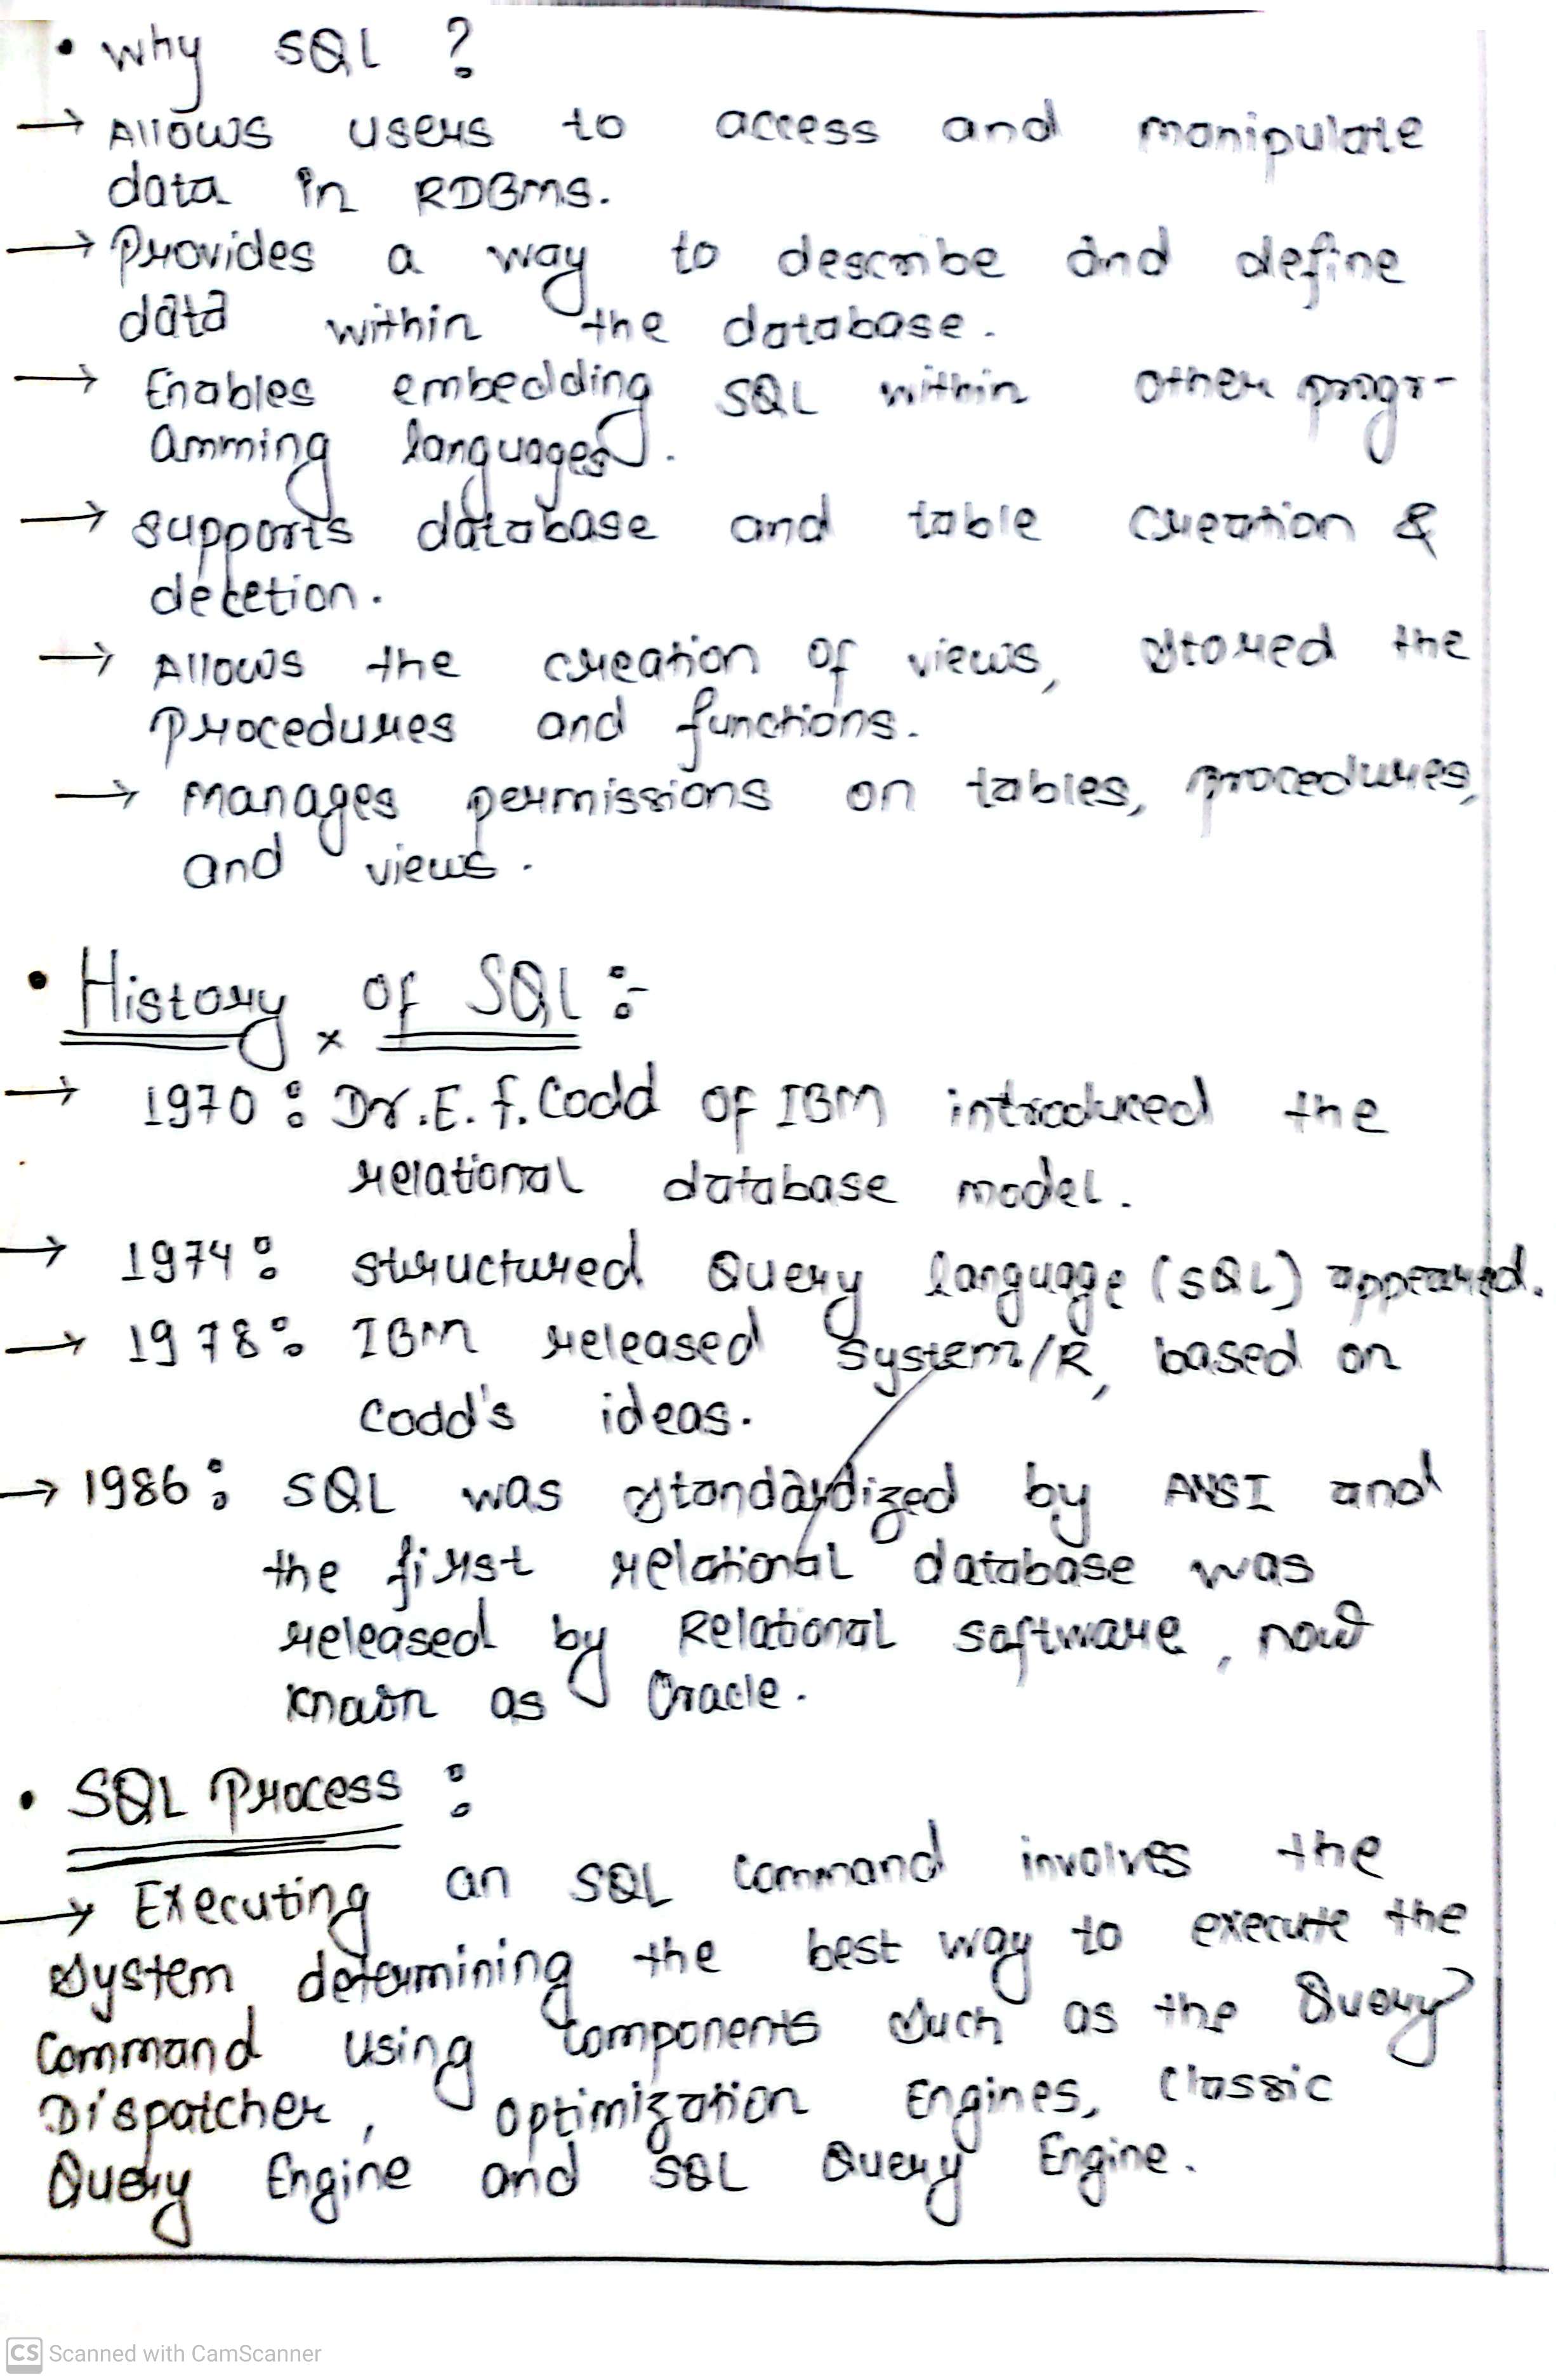 • why SQL ?
→ Allows users to access and manipulate
data in RDBMS.
→ Provides a way to describe and define
data within the database.
→ Enables embedding SQL within other progr-
amming languages.
→ supports database and table creation &
deletion.
→ Allows the creation of views, stored the
procedures and functions.
→ Manages permissions on tables, procedures,
and views.
• History of SQL :-
→ 1970 : Dr. E. F. Codd of IBM introduced the
relational database model.
→ 1974 : structured Query language (SQL) appeared.
→ 1978 : IBM released System/R, based on
Codd's ideas.
→ 1986 : SQL was standardized by ANSI and
the first relational database was
released by Relational software, now
known as Oracle.
• SQL Process :
→ Executing an SQL command involves the
system determining the best way to execute the
command using components such as the Query
Dispatcher, Optimization Engines, Classic
Query Engine and SQL Query Engine.
CS Scanned with CamScanner